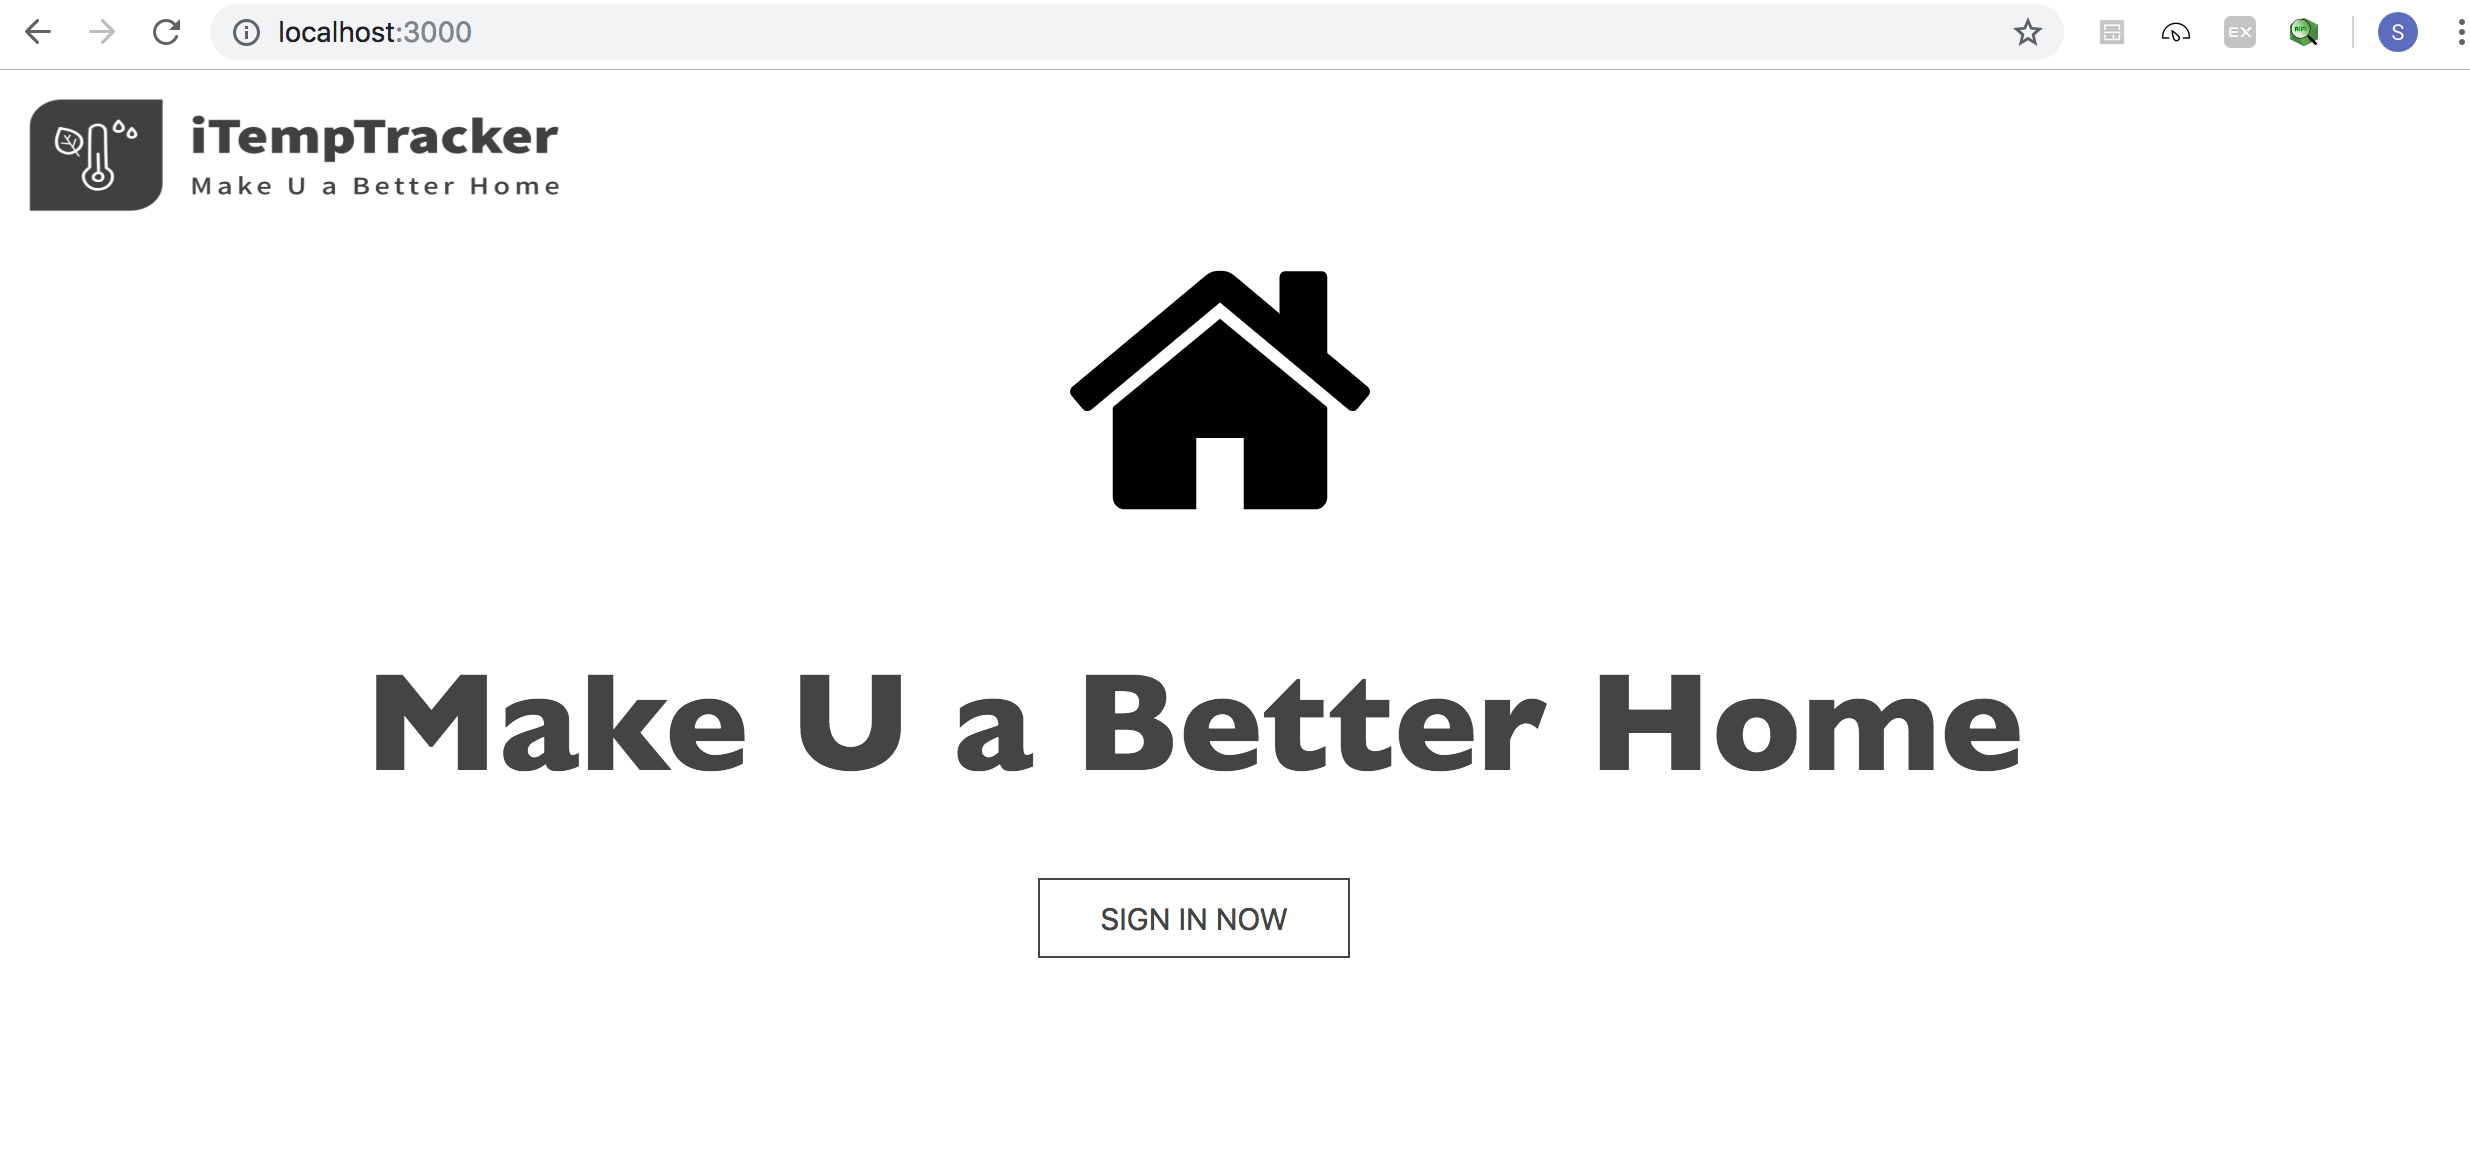 localhost:3000
EX
S
iTempTracker
Make U a Better Home
Make U a Better Home
SIGN IN NOW